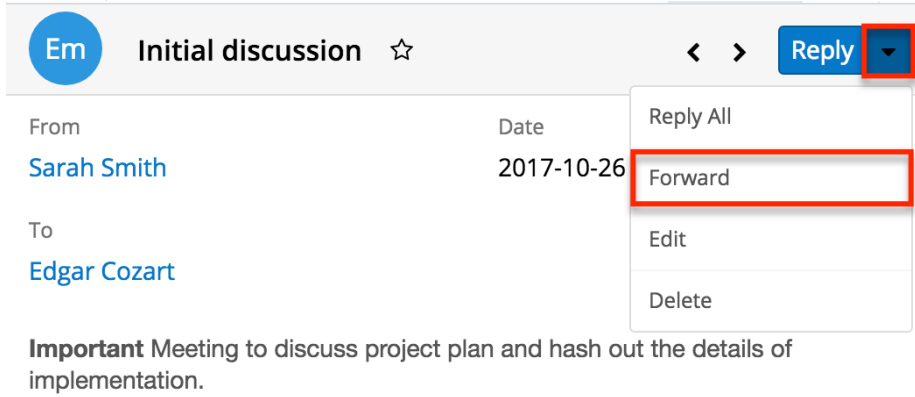 Em
Initial discussion
Reply
From
Date
Reply All
Sarah Smith
2017-10-26
Forward
To
Edit
Edgar Cozart
Delete
Important Meeting to discuss project plan and hash out the details of
implementation.